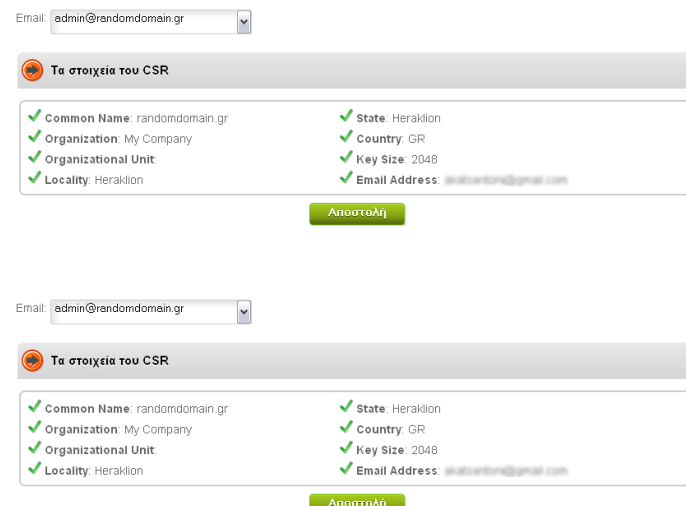 Email: admin@randomdomain.gr
Τα στοιχεία του CSR
Common Name: randomdomain.gr State: Heraklion
Organization: My Company Country: GR
Organizational Unit: Key Size: 2048
Locality: Heraklion Email Address:
Αποστολή
Email: admin@randomdomain.gr
Τα στοιχεία του CSR
Common Name: randomdomain.gr State: Heraklion
Organization: My Company Country: GR
Organizational Unit: Key Size: 2048
Locality: Heraklion Email Address:
Αποστολή